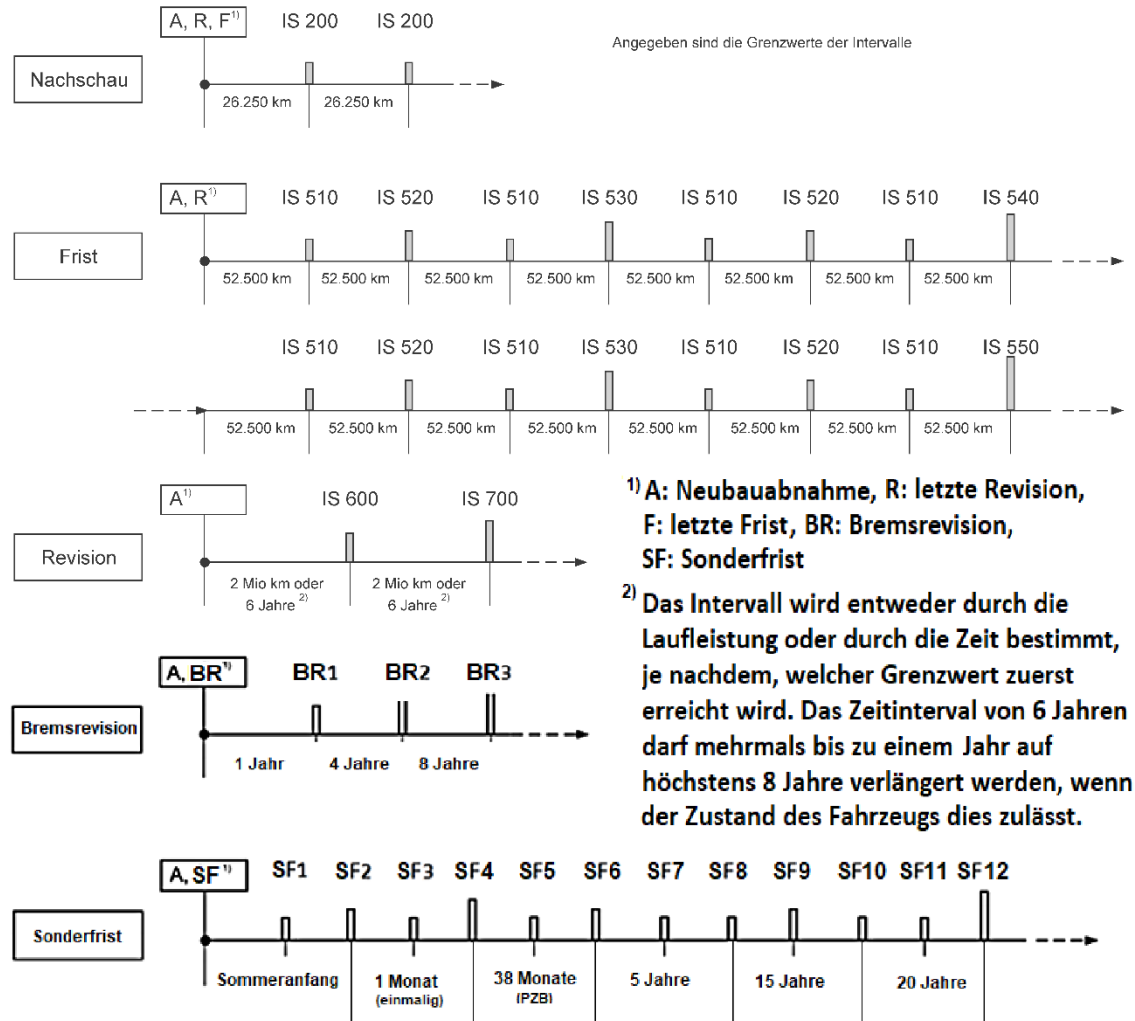 A, R, F 1) IS 200 IS 200
Angegeben sind die Grenzwerte der Intervalle
Nachschau
26.250 km 26.250 km
A, R 1) IS 510 IS 520 IS 510 IS 530 IS 510 IS 520 IS 510 IS 540
Frist
52.500 km 52.500 km 52.500 km 52.500 km 52.500 km 52.500 km 52.500 km 52.500 km
IS 510 IS 520 IS 510 IS 530 IS 510 IS 520 IS 510 IS 550
52.500 km 52.500 km 52.500 km 52.500 km 52.500 km 52.500 km 52.500 km 52.500 km
A 1) IS 600 IS 700
Revision
2 Mio km oder 2 Mio km oder
6 Jahre 2) 6 Jahre 2)
1) A: Neubauabnahme, R: letzte Revision,
F: letzte Frist, BR: Bremsrevision,
SF: Sonderfrist
2) Das Intervall wird entweder durch die
Laufleistung oder durch die Zeit bestimmt,
je nachdem, welcher Grenzwert zuerst
erreicht wird. Das Zeitinterval von 6 Jahren
darf mehrmals bis zu einem Jahr auf
höchstens 8 Jahre verlängert werden, wenn
der Zustand des Fahrzeugs dies zulässt.
A, BR 1) BR1 BR2 BR3
Bremsrevision
1 Jahr 4 Jahre 8 Jahre
A, SF 1) SF1 SF2 SF3 SF4 SF5 SF6 SF7 SF8 SF9 SF10 SF11 SF12
Sonderfrist
Sommeranfang 1 Monat 38 Monate 5 Jahre 15 Jahre 20 Jahre
(einmalig) (PZB)